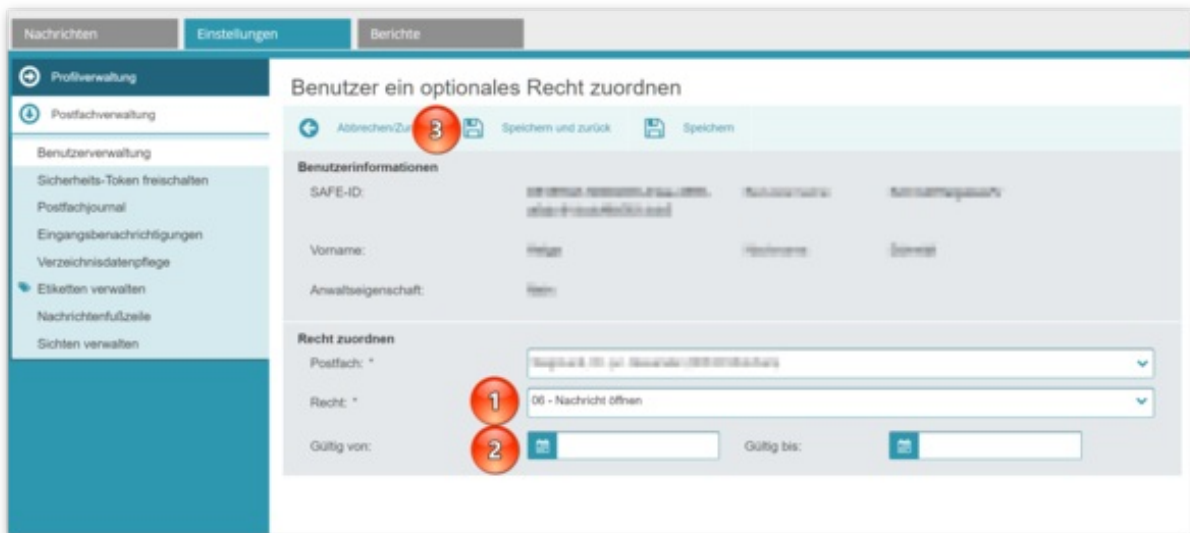 Nachrichten
Einstellungen
Berichte
Profilverwaltung
Benutzer ein optionales Recht zuordnen
Postfachverwaltung
3
Speichern und zurück
Speichern
Benutzerverwaltung
Benutzerinformationen
Sicherheits-Token freischalten
SAFE-ID:
Postfachjournal
Eingangsbenachrichtigungen
Vorname:
Verzeichnisdatenpflege
Etiketten verwalten
Anwaltseigenschaft:
Nachrichtenfußzeile
Sichten verwalten
Recht zuordnen
Postfach: *
Recht: *
1
06 - Nachricht öffnen
Gültig von:
2
Gültig bis: